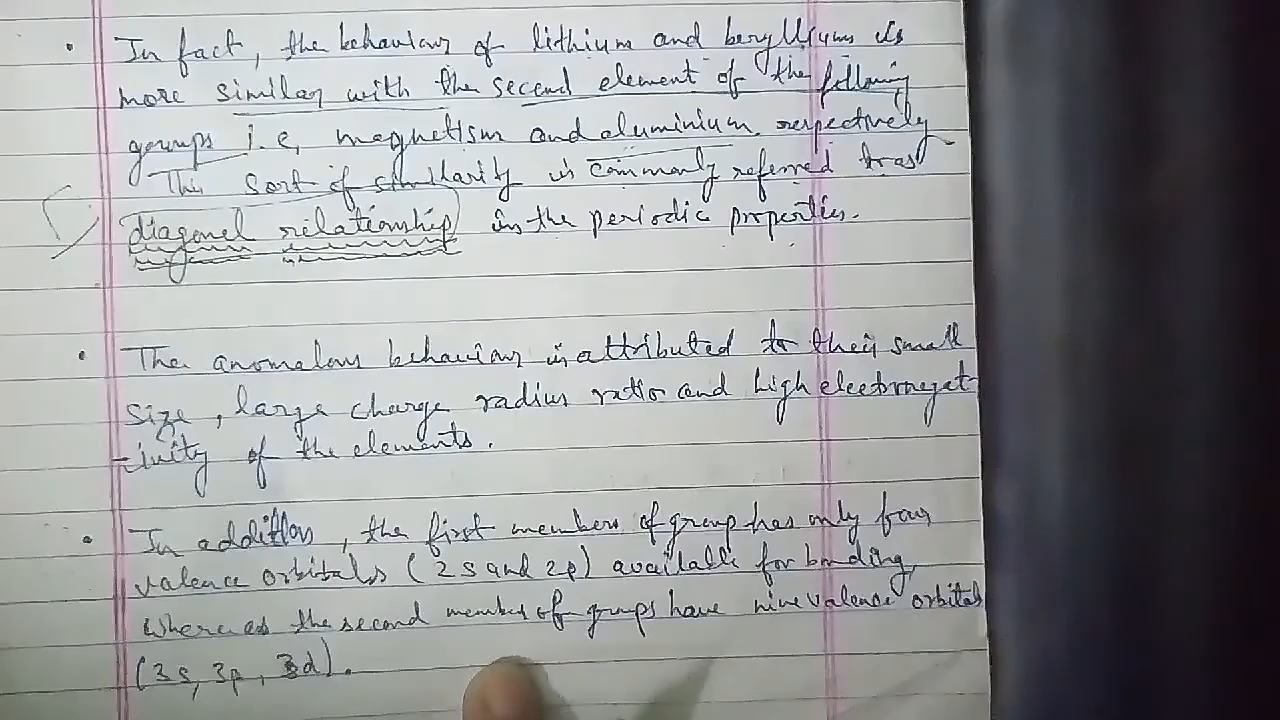 • In fact, the behaviour of lithium and beryllium is
more similar with the second element of the following
groups i.e, magnetism and aluminium respectively
This sort of similarity is commonly referred to as
diagonal relationship in the periodic properties.
• The anomalous behaviour is attributed to their small
size, large charge radius ratio and high electronegat
-ivity of the elements.
• In addition, the first members of group has only four
valence orbitals (2s and 2p) available for bonding,
whereas the second member of groups have nine valence orbitals
(3s, 3p, 3d).